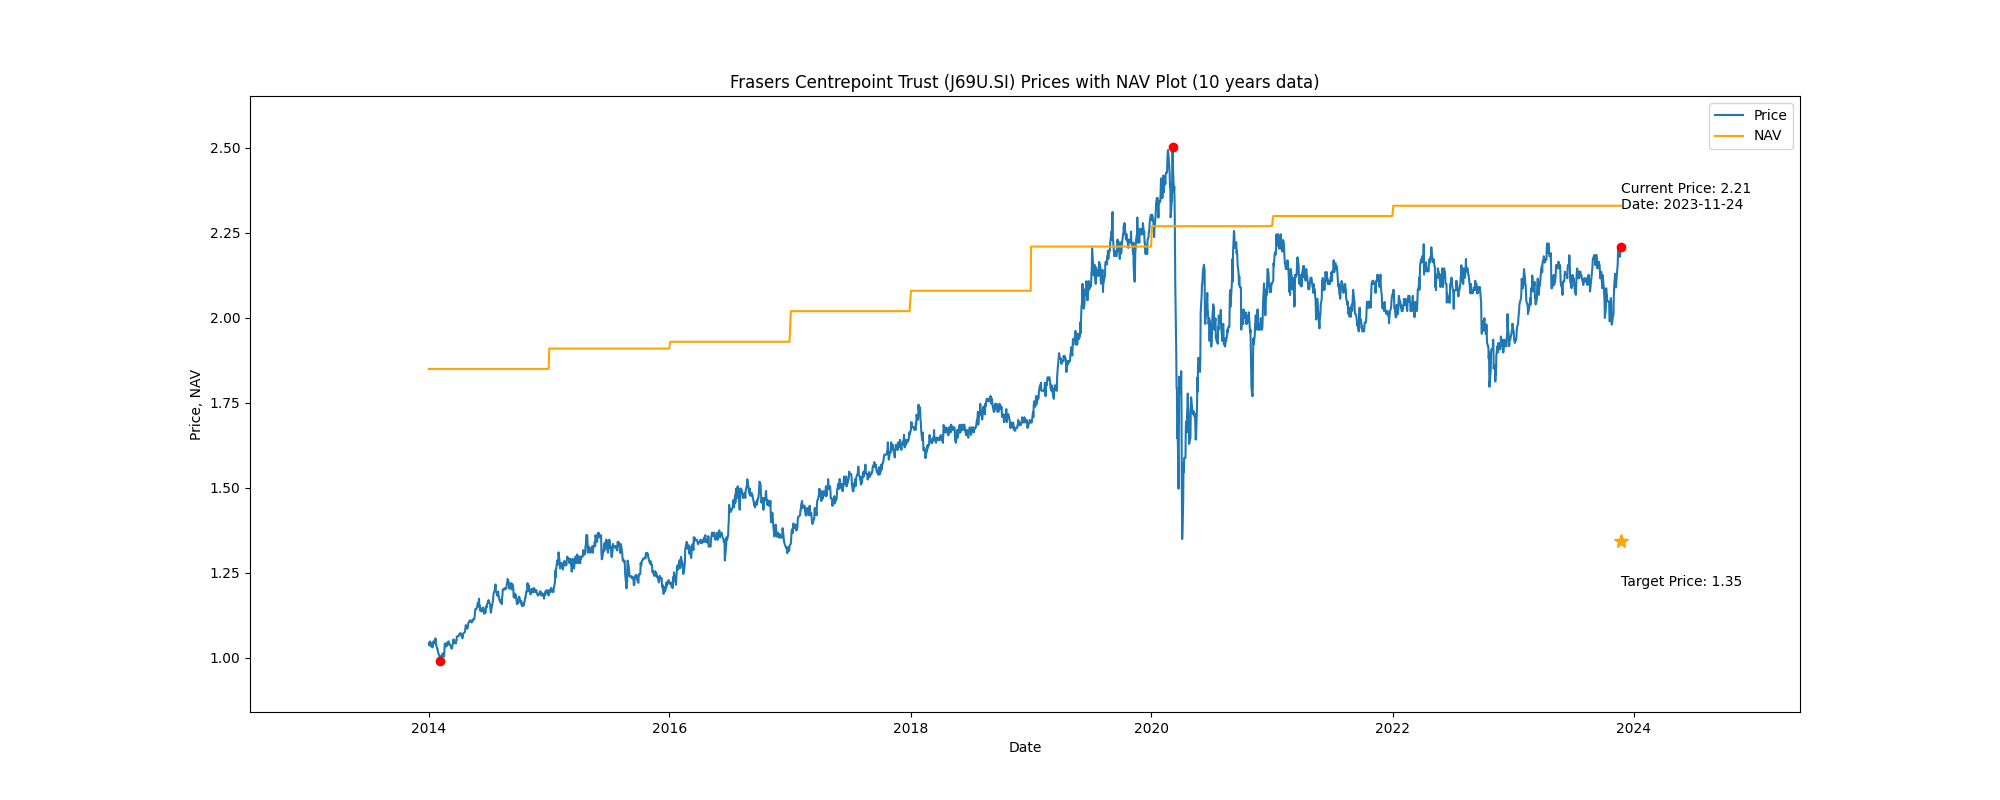 Frasers Centrepoint Trust (J69U.SI) Prices with NAV Plot (10 years data)
Price
NAV
Current Price: 2.21
Date: 2023-11-24
Target Price: 1.35
Price, NAV
2.50
2.25
2.00
1.75
1.50
1.25
1.00
2014
2016
2018
2020
2022
2024
Date